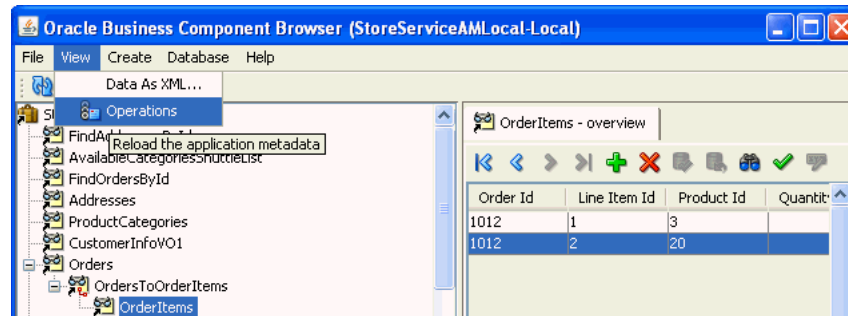 Oracle Business Component Browser (StoreServiceAMLocal-Local)
File View Create Database Help
Data As XML...
Operations
Reload the application metadata
AvailableCategoriesShuttleList
FindOrdersById
Addresses
ProductCategories
CustomerInfoVO1
Orders
OrdersToOrderItems
OrderItems
OrderItems - overview
Order Id Line Item Id Product Id
1012 1 3
1012 2 20